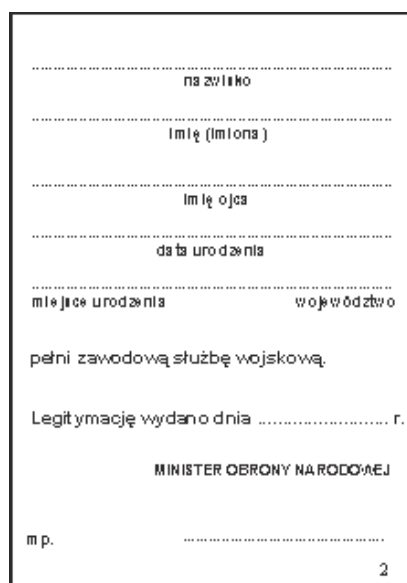 ................................................................................
nazwisko
................................................................................
imię (imiona)
................................................................................
imię ojca
................................................................................
data urodzenia
................................................................................
miejsce urodzenia województwo
pełni zawodową służbę wojskową.
Legitymację wydano dnia ............................ r.
MINISTER OBRONY NARODOWEJ
mp. ..............................................
2